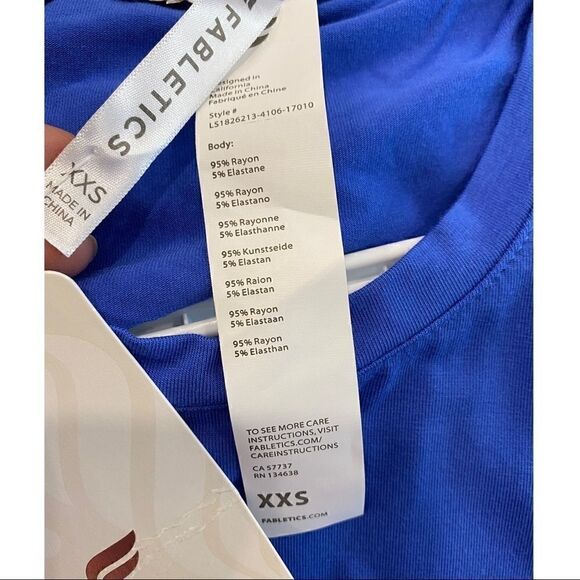 FABLETICS
XXS
MADE IN
CHINA
Designed in
California
Made in China
Fabriqué en Chine
Style #
LS1826213-4106-17010
Body:
95% Rayon
5% Elastane
95% Rayon
5% Elastano
95% Rayonne
5% Elasthanne
95% Kunstseide
5% Elastan
95% Raion
5% Elastan
95% Rayon
5% Elastaan
95% Rayon
5% Elasthan
TO SEE MORE CARE
INSTRUCTIONS, VISIT
FABLETICS.COM/
CAREINSTRUCTIONS
CA 57737
RN 134638
XXS
FABLETICS.COM